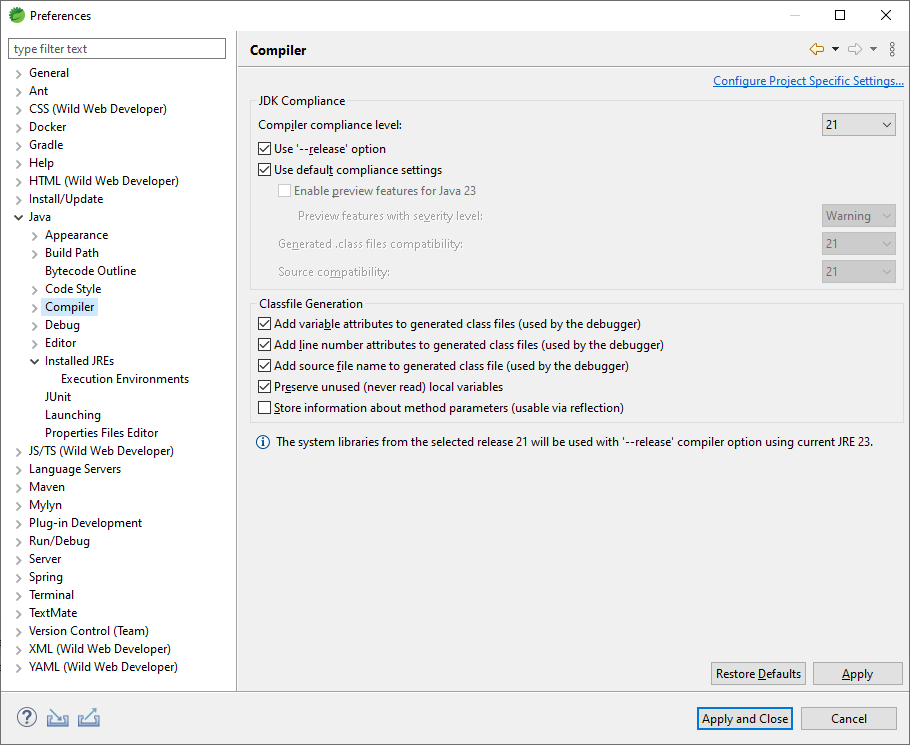 Preferences
type filter text
General
Ant
CSS (Wild Web Developer)
Docker
Gradle
Help
HTML (Wild Web Developer)
Install/Update
Java
Appearance
Build Path
Bytecode Outline
Code Style
Compiler
Debug
Editor
Installed JREs
Execution Environments
JUnit
Launching
Properties Files Editor
JS/TS (Wild Web Developer)
Language Servers
Maven
Mylyn
Plug-in Development
Run/Debug
Server
Spring
Terminal
TextMate
Version Control (Team)
XML (Wild Web Developer)
YAML (Wild Web Developer)
Compiler
Configure Project Specific Settings...
JDK Compliance
Compiler compliance level: 21
Use '--release' option
Use default compliance settings
Enable preview features for Java 23
Preview features with severity level: Warning
Generated .class files compatibility: 21
Source compatibility: 21
Classfile Generation
Add variable attributes to generated class files (used by the debugger)
Add line number attributes to generated class files (used by the debugger)
Add source file name to generated class file (used by the debugger)
Preserve unused (never read) local variables
Store information about method parameters (usable via reflection)
The system libraries from the selected release 21 will be used with '--release' compiler option using current JRE 23.
Restore Defaults Apply
? Apply and Close Cancel